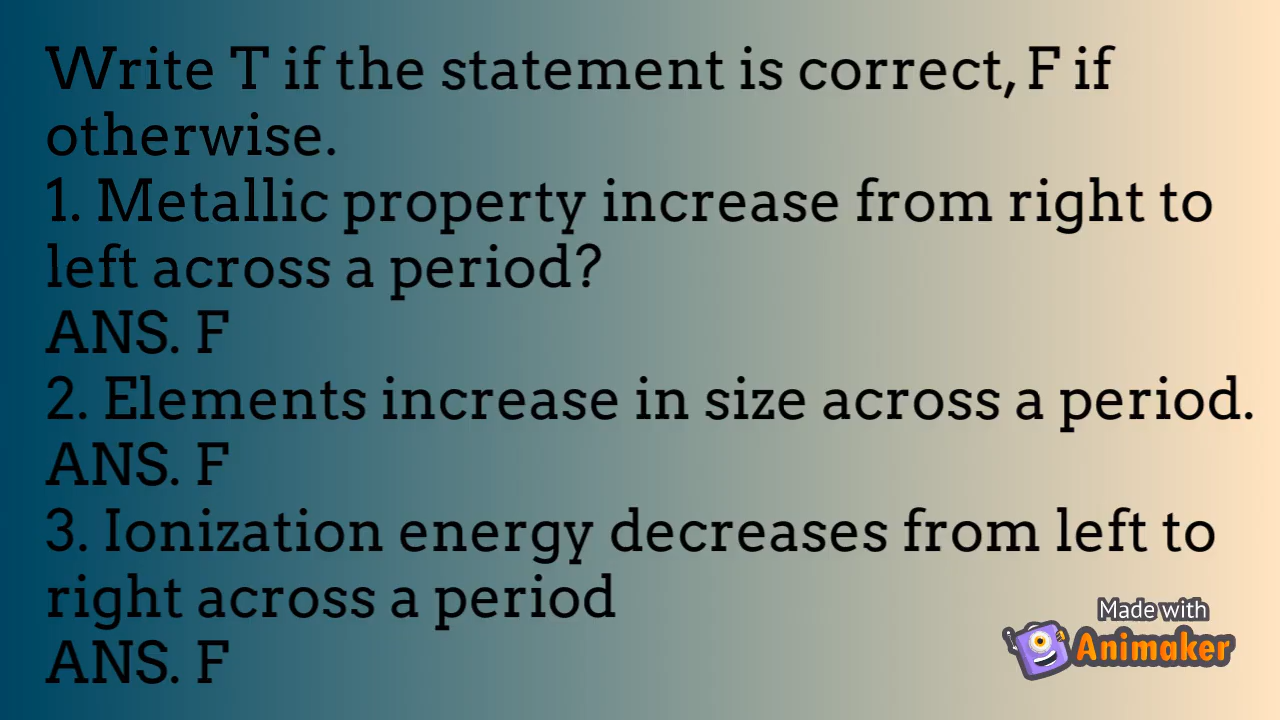 Write T if the statement is correct, F if
otherwise.
1. Metallic property increase from right to
left across a period?
ANS. F
2. Elements increase in size across a period.
ANS. F
3. Ionization energy decreases from left to
right across a period
ANS. F
Made with
Animaker